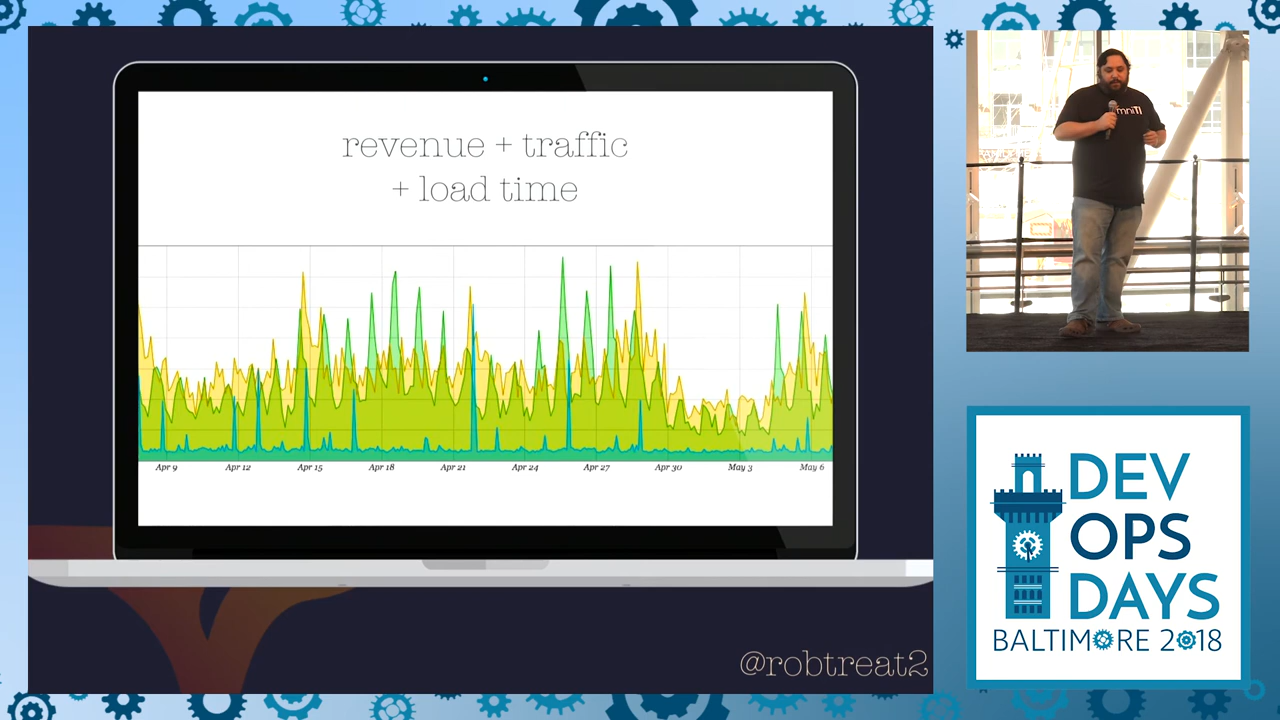 revenue + traffic
+ load time
Apr 9 Apr 12 Apr 15 Apr 18 Apr 21 Apr 24 Apr 27 Apr 30 May 3 May 6
@robtreat2
mniTI
DEV
OPS
DAYS
BALTIMORE 2018